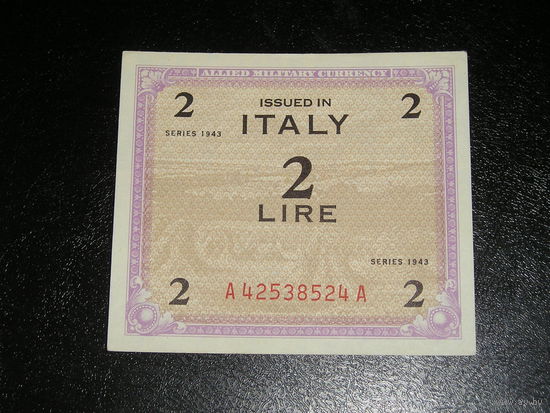 ALLIED MILITARY CURRENCY
2 ISSUED IN 2
SERIES 1943 ITALY
2
LIRE
SERIES 1943
2 A 42538524 A 2